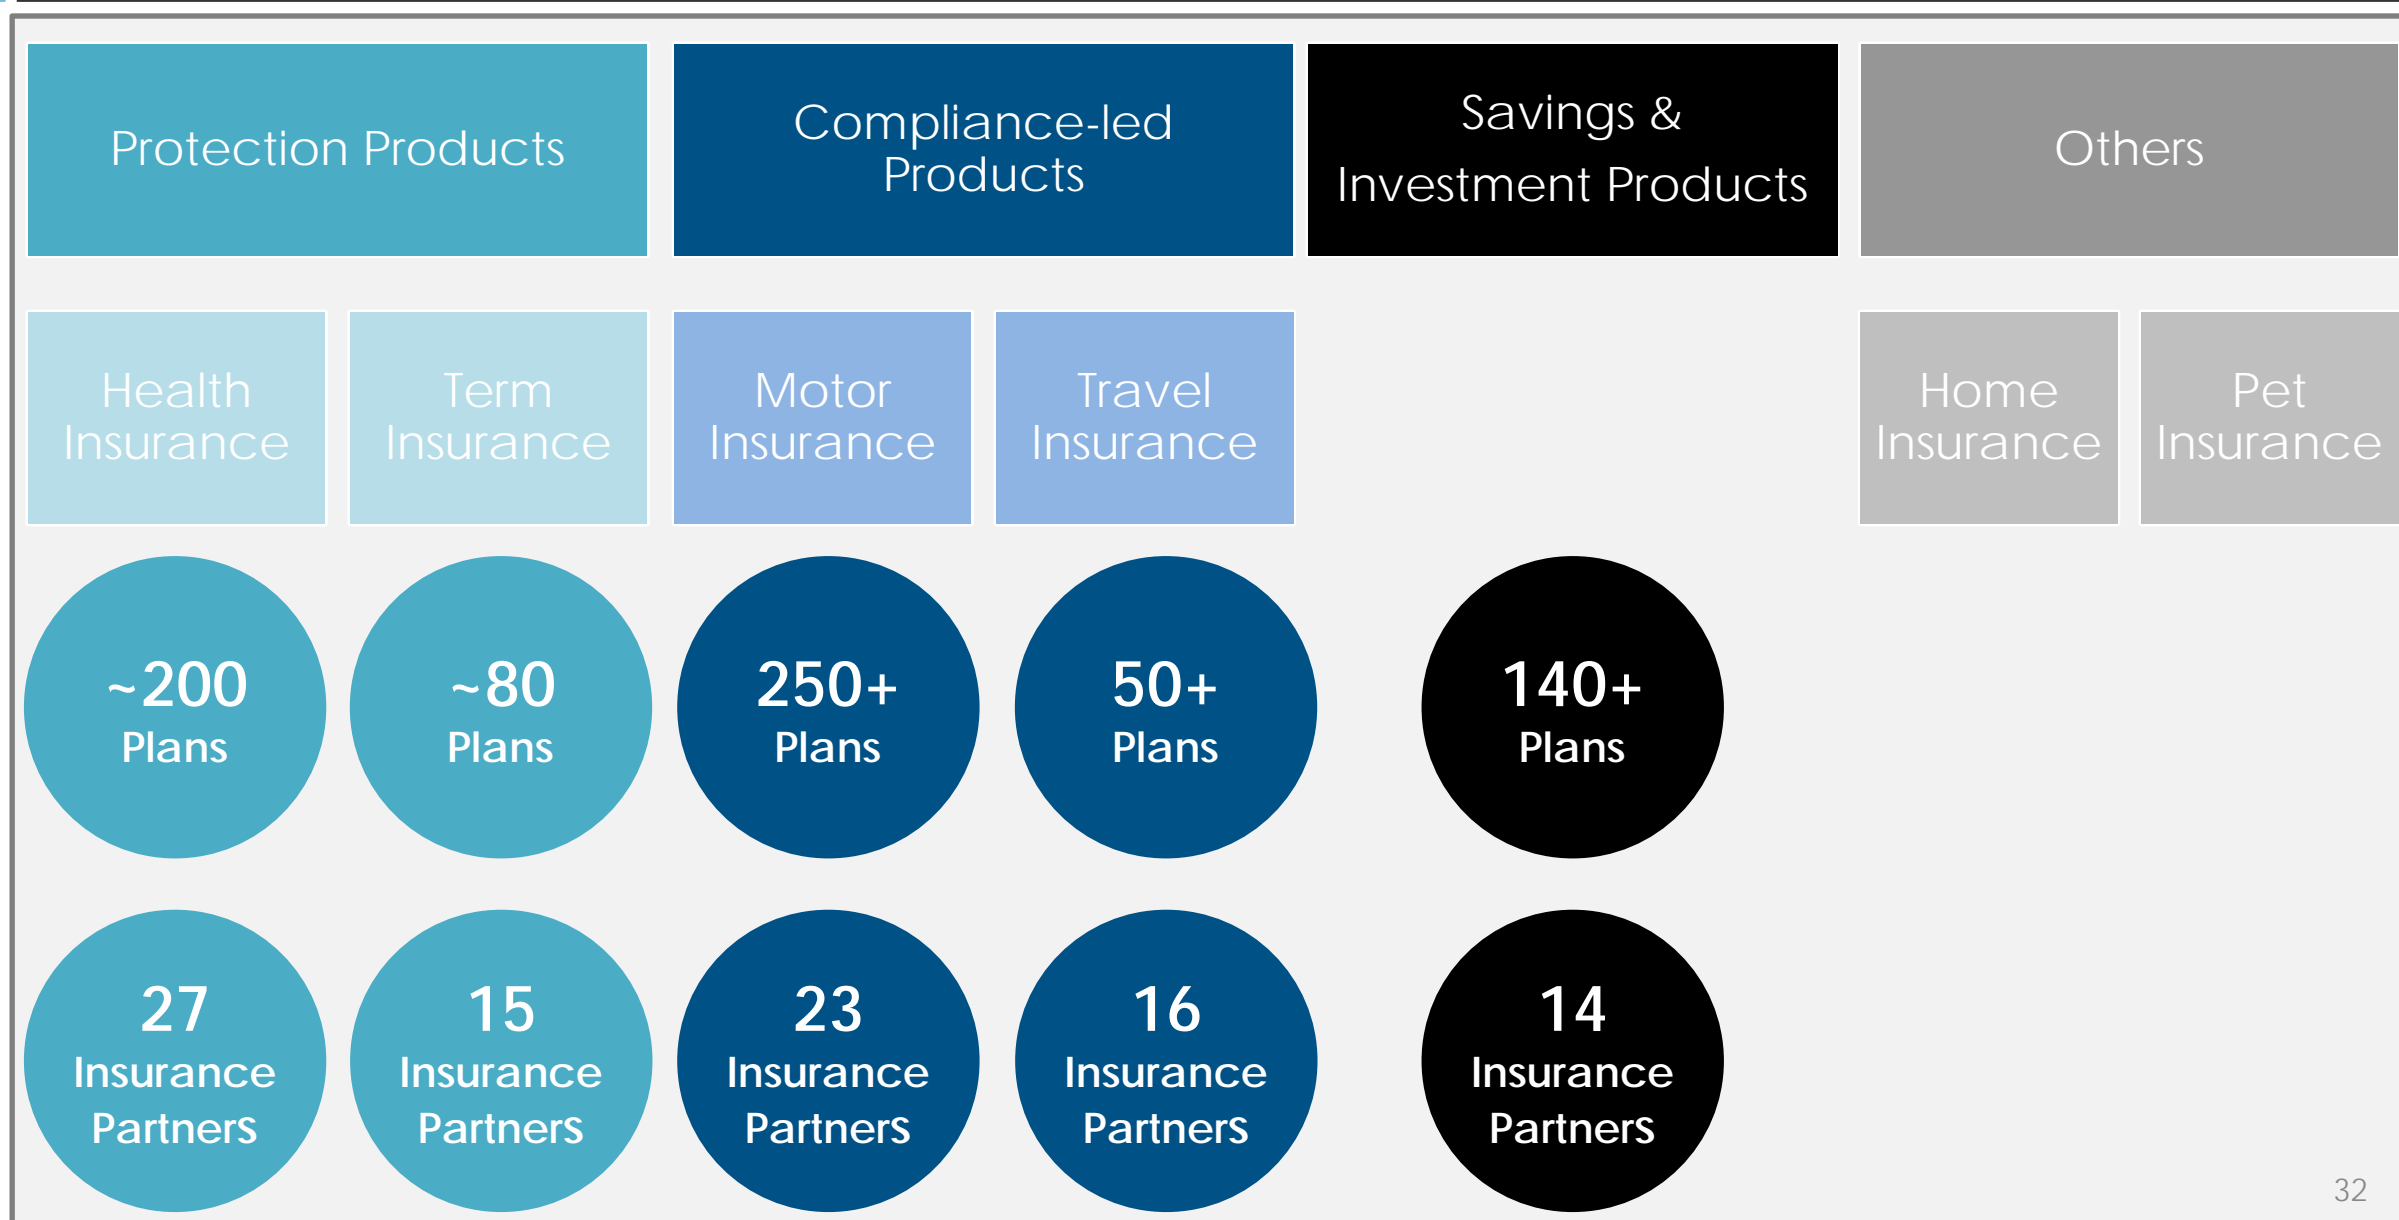 Protection Products
Compliance-led
Products
Savings &
Investment Products
Others
Health
Insurance
Term
Insurance
Motor
Insurance
Travel
Insurance
Home
Insurance
Pet
Insurance
~200
Plans
~80
Plans
250+
Plans
50+
Plans
140+
Plans
27
Insurance
Partners
15
Insurance
Partners
23
Insurance
Partners
16
Insurance
Partners
14
Insurance
Partners
32